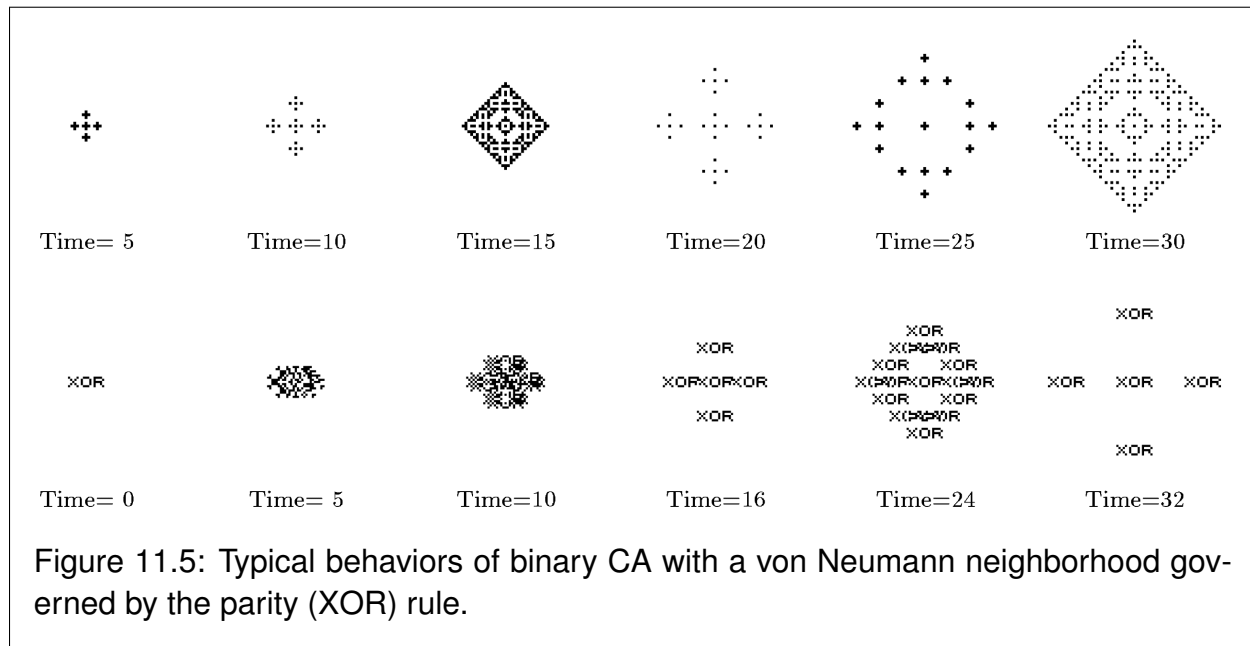 Time= 5 Time=10 Time=15 Time=20 Time=25 Time=30
XOR
XOR
XOR
XOR
XOR XOR
XOR
XORXORXOR
XOR
XOR XOR XOR
XOR
XOR XOR
XOR
XOR
XOR
Time= 0 Time= 5 Time=10 Time=16 Time=24 Time=32
Figure 11.5: Typical behaviors of binary CA with a von Neumann neighborhood gov-
erned by the parity (XOR) rule.